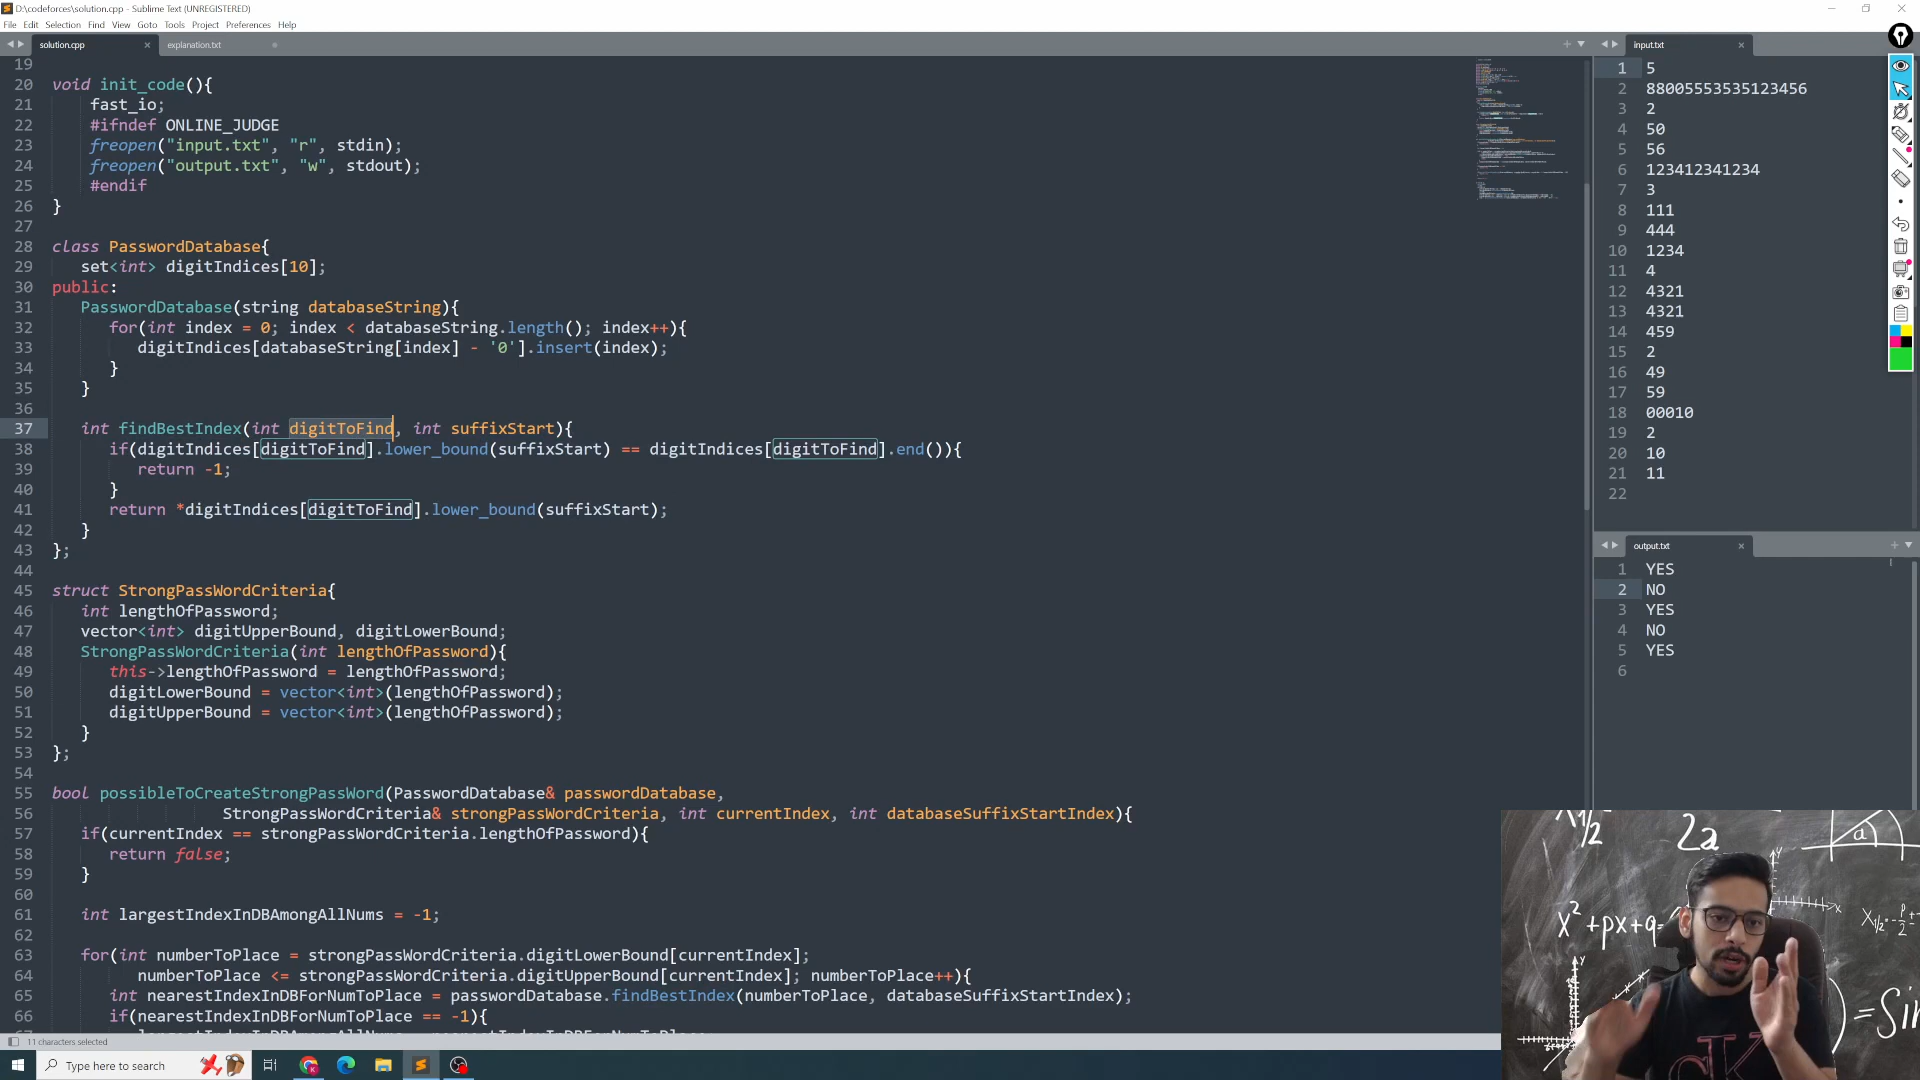 D:\codeforces\solution.cpp - Sublime Text (UNREGISTERED)
File Edit Selection Find View Goto Tools Project Preferences Help
solution.cpp
explanation.txt
19
20 void init_code(){
21 fast_io;
22 #ifndef ONLINE_JUDGE
23 freopen("input.txt", "r", stdin);
24 freopen("output.txt", "w", stdout);
25 #endif
26 }
27
28 class PasswordDatabase{
29 set<int> digitIndices[10];
30 public:
31 PasswordDatabase(string databaseString){
32 for(int index = 0; index < databaseString.length(); index++){
33 digitIndices[databaseString[index] - '0'].insert(index);
34 }
35 }
36
37 int findBestIndex(int digitToFind, int suffixStart){
38 if(digitIndices[digitToFind].lower_bound(suffixStart) == digitIndices[digitToFind].end()){
39 return -1;
40 }
41 return *digitIndices[digitToFind].lower_bound(suffixStart);
42 }
43 };
44
45 struct StrongPassWordCriteria{
46 int lengthOfPassword;
47 vector<int> digitUpperBound, digitLowerBound;
48 StrongPassWordCriteria(int lengthOfPassword){
49 this->lengthOfPassword = lengthOfPassword;
50 digitLowerBound = vector<int>(lengthOfPassword);
51 digitUpperBound = vector<int>(lengthOfPassword);
52 }
53 };
54
55 bool possibleToCreateStrongPassWord(PasswordDatabase& passwordDatabase,
56 StrongPassWordCriteria& strongPassWordCriteria, int currentIndex, int databaseSuffixStartIndex){
57 if(currentIndex == strongPassWordCriteria.lengthOfPassword){
58 return false;
59 }
60
61 int largestIndexInDBAmongAllNums = -1;
62
63 for(int numberToPlace = strongPassWordCriteria.digitLowerBound[currentIndex];
64 numberToPlace <= strongPassWordCriteria.digitUpperBound[currentIndex]; numberToPlace++){
65 int nearestIndexInDBForNumToPlace = passwordDatabase.findBestIndex(numberToPlace, databaseSuffixStartIndex);
66 if(nearestIndexInDBForNumToPlace == -1){
input.txt
1 5
2 88005553535123456
3 2
4 50
5 56
6 123412341234
7 3
8 111
9 444
10 1234
11 4
12 4321
13 4321
14 459
15 2
16 49
17 59
18 00010
19 2
20 10
21 11
22
output.txt
1 YES
2 NO
3 YES
4 NO
5 YES
6
2a
a
x² +px+q=
=Sin
11 characters selected
Type here to search